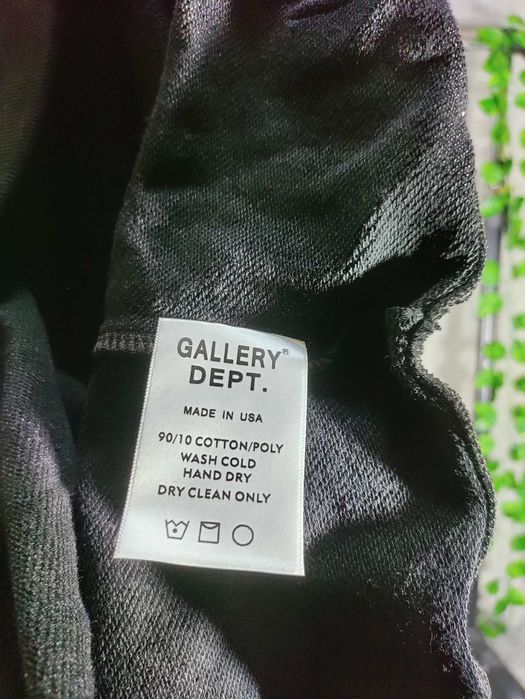 GALLERY®
DEPT.
MADE IN USA
90/10 COTTON/POLY
WASH COLD
HAND DRY
DRY CLEAN ONLY